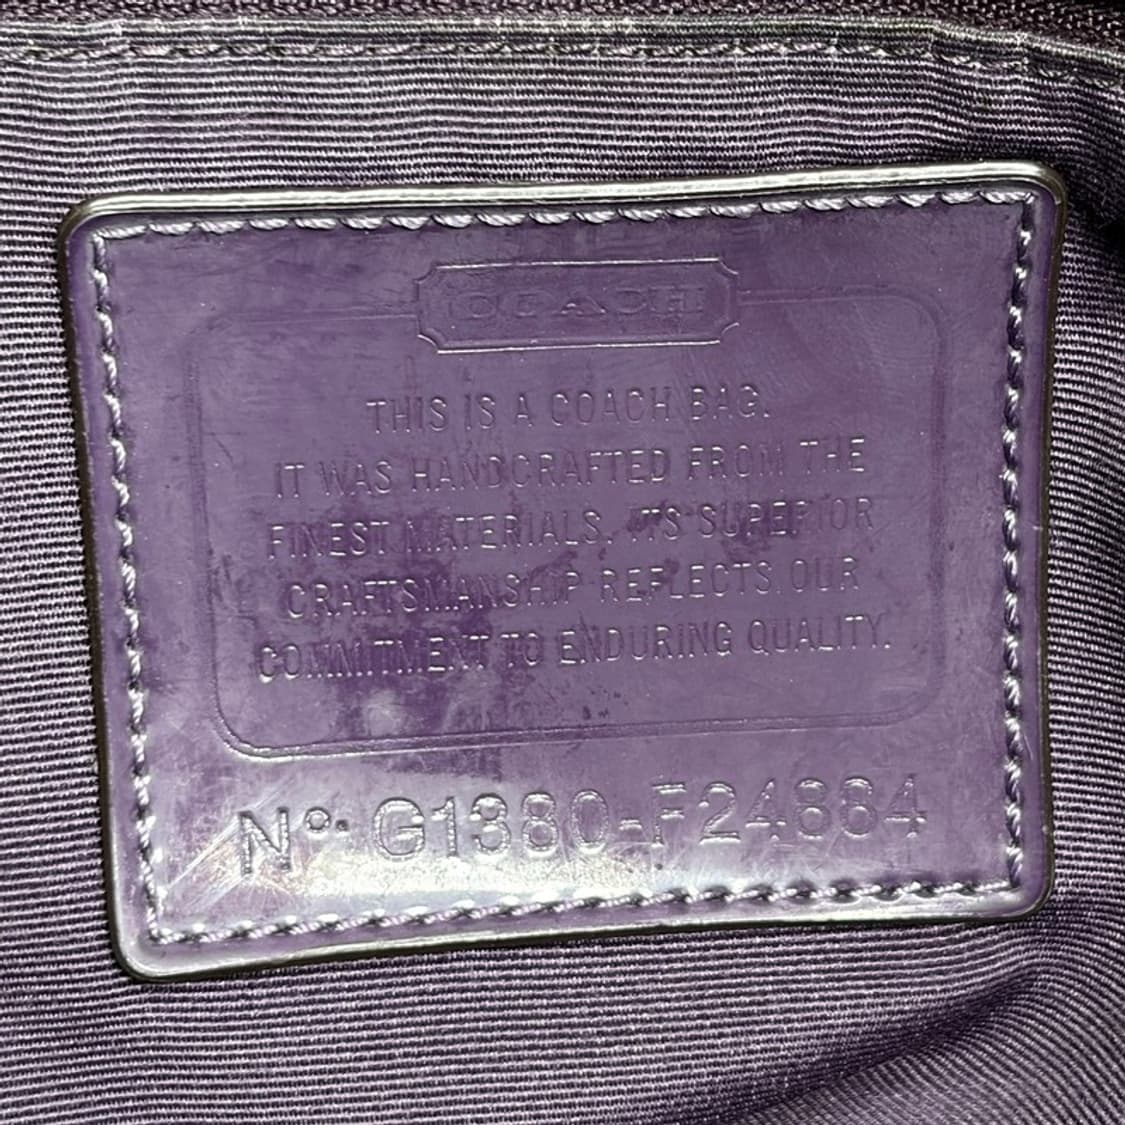 COACH
THIS IS A COACH BAG.
IT WAS HANDCRAFTED FROM THE
FINEST MATERIALS. ITS SUPERIOR
CRAFTSMANSHIP REFLECTS OUR
COMMITMENT TO ENDURING QUALITY.
Nº. G1380-F24884